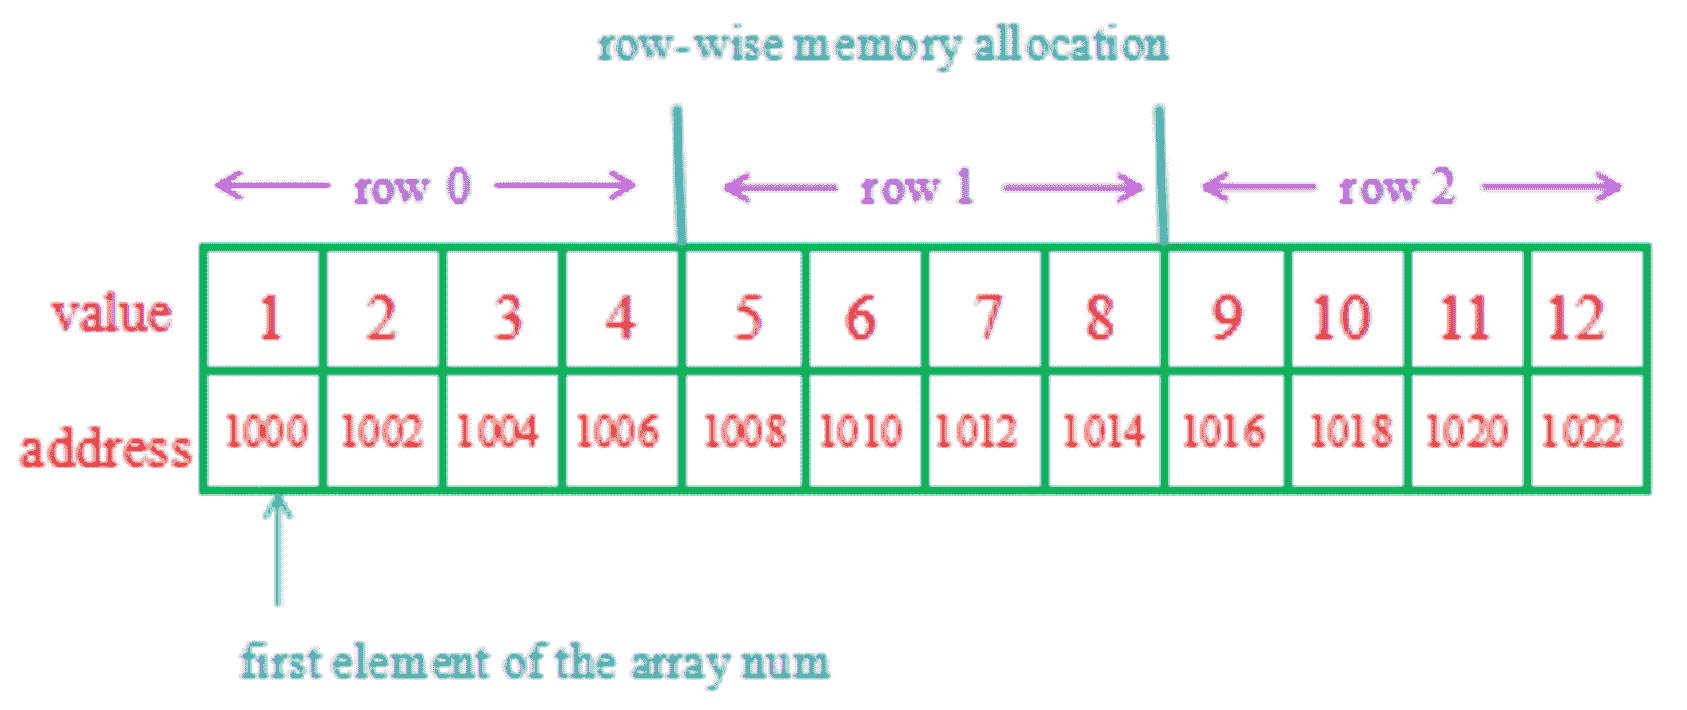 row-wise memory allocation
row 0 row 1 row 2
value 1 2 3 4 5 6 7 8 9 10 11 12
address 1000 1002 1004 1006 1008 1010 1012 1014 1016 1018 1020 1022
first element of the array num